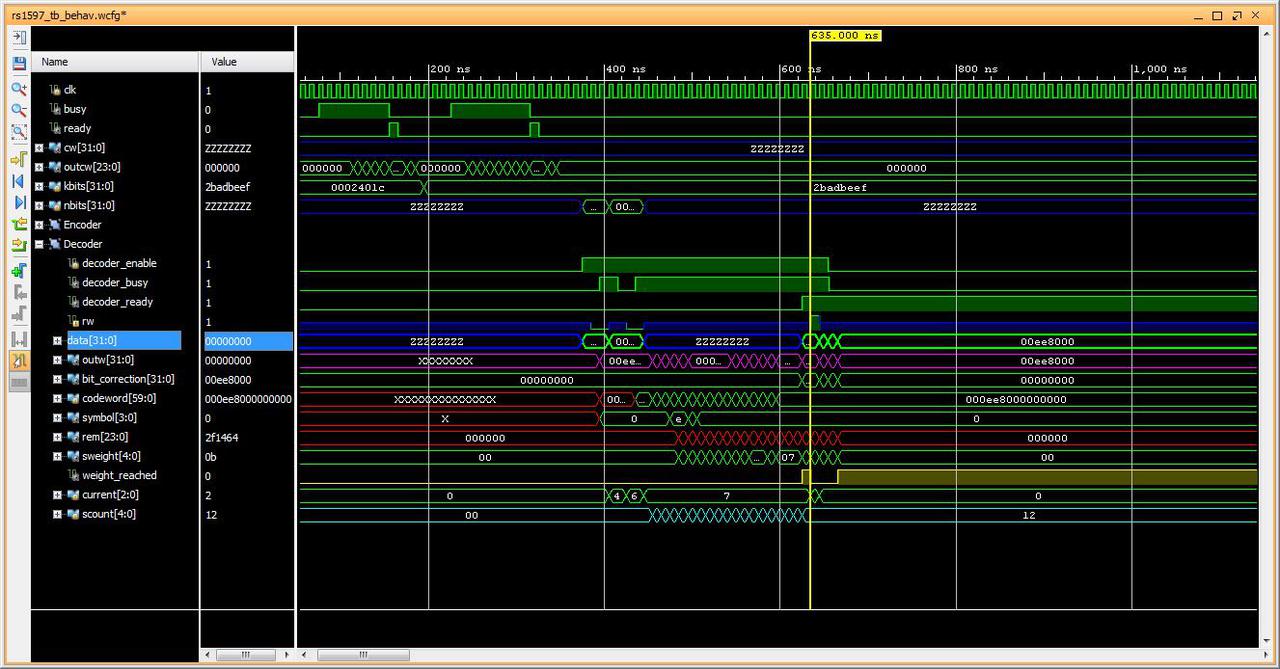 rs1597_tb_behav.wcfg*
635.000 ns
Name Value
200 ns 400 ns 600 ns 800 ns 1,000 ns
clk 1
busy 0
ready 0
cw[31:0] ZZZZZZZZ ZZZZZZZZ
outcw[23:0] 000000 000000 ... 000000 ... 000000
kbits[31:0] 2badbeef 0002401c 2badbeef
nbits[31:0] ZZZZZZZZ ZZZZZZZZ ... 00... ZZZZZZZZ
Encoder
Decoder
decoder_enable 1
decoder_busy 1
decoder_ready 1
rw 1
data[31:0] 00000000 ZZZZZZZZ ... 00... ZZZZZZZZ 00ee8000
outw[31:0] 00000000 XXXXXXXX 00ee... 000... ... 00ee8000
bit_correction[31:0] 00ee8000 00000000 ... 00000000
codeword[59:0] 000ee8000000000 XXXXXXXXXXXXXXX 00... ... 000ee8000000000
symbol[3:0] 0 X 0 e 0
rem[23:0] 2f1464 000000 000000
sweight[4:0] 0b 00 ... 07 00
weight_reached 0
current[2:0] 2 0 4 6 7 0
scount[4:0] 12 00 12